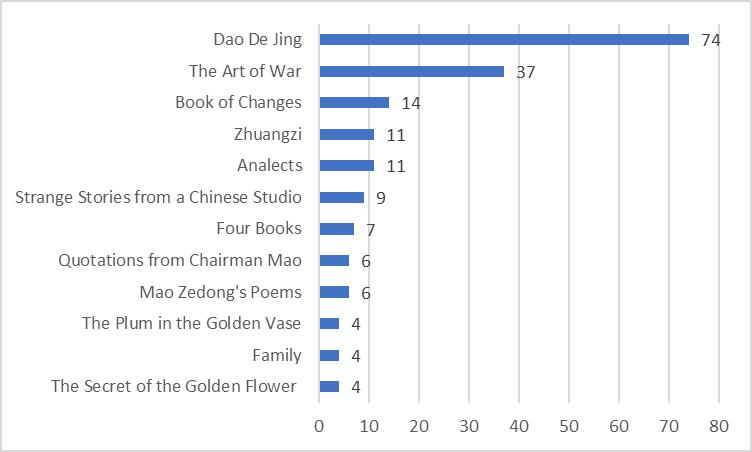 Dao De Jing 74
The Art of War 37
Book of Changes 14
Zhuangzi 11
Analects 11
Strange Stories from a Chinese Studio 9
Four Books 7
Quotations from Chairman Mao 6
Mao Zedong's Poems 6
The Plum in the Golden Vase 4
Family 4
The Secret of the Golden Flower 4
0 10 20 30 40 50 60 70 80